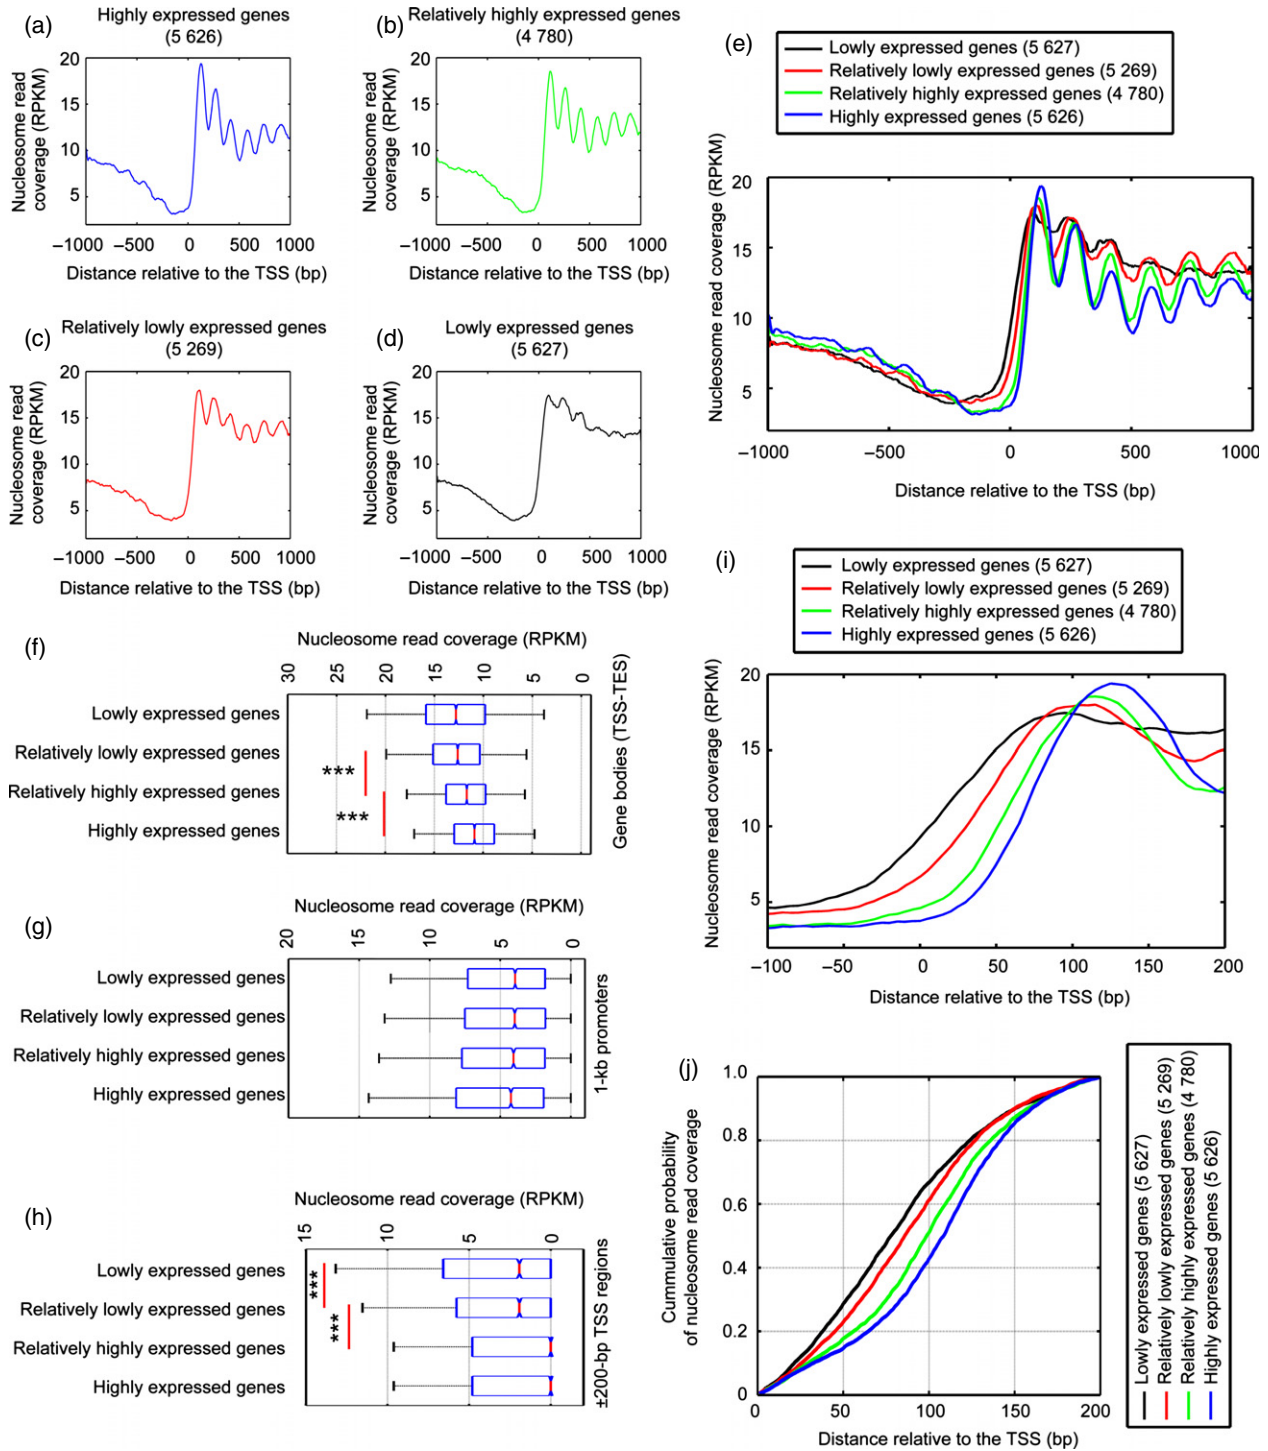 (a)
Highly expressed genes
(5 626)
Nucleosome read
coverage (RPKM)
20
15
10
5
−1000 −500 0 500 1000
Distance relative to the TSS (bp)
(b)
Relatively highly expressed genes
(4 780)
Nucleosome read
coverage (RPKM)
20
15
10
5
−1000 −500 0 500 1000
Distance relative to the TSS (bp)
(c)
Relatively lowly expressed genes
(5 269)
Nucleosome read
coverage (RPKM)
20
15
10
5
−1000 −500 0 500 1000
Distance relative to the TSS (bp)
(d)
Lowly expressed genes
(5 627)
Nucleosome read
coverage (RPKM)
20
15
10
5
−1000 −500 0 500 1000
Distance relative to the TSS (bp)
(e)
Lowly expressed genes (5 627)
Relatively lowly expressed genes (5 269)
Relatively highly expressed genes (4 780)
Highly expressed genes (5 626)
Nucleosome read coverage (RPKM)
20
15
10
5
−1000 −500 0 500 1000
Distance relative to the TSS (bp)
(f)
Nucleosome read coverage (RPKM)
30 25 20 15 10 5 0
Lowly expressed genes
Relatively lowly expressed genes
Relatively highly expressed genes
Highly expressed genes
***
***
Gene bodies (TSS-TES)
(g)
Nucleosome read coverage (RPKM)
20 15 10 5 0
Lowly expressed genes
Relatively lowly expressed genes
Relatively highly expressed genes
Highly expressed genes
1-kb promoters
(h)
Nucleosome read coverage (RPKM)
15 10 5 0
Lowly expressed genes
Relatively lowly expressed genes
Relatively highly expressed genes
Highly expressed genes
***
***
±200-bp TSS regions
(i)
Lowly expressed genes (5 627)
Relatively lowly expressed genes (5 269)
Relatively highly expressed genes (4 780)
Highly expressed genes (5 626)
Nucleosome read coverage (RPKM)
20
15
10
5
−100 −50 0 50 100 150 200
Distance relative to the TSS (bp)
(j)
Cumulative probability
of nucleosome read coverage
1.0
0.8
0.6
0.4
0.2
0
0 50 100 150 200
Distance relative to the TSS (bp)
Lowly expressed genes (5 627)
Relatively lowly expressed genes (5 269)
Relatively highly expressed genes (4 780)
Highly expressed genes (5 626)